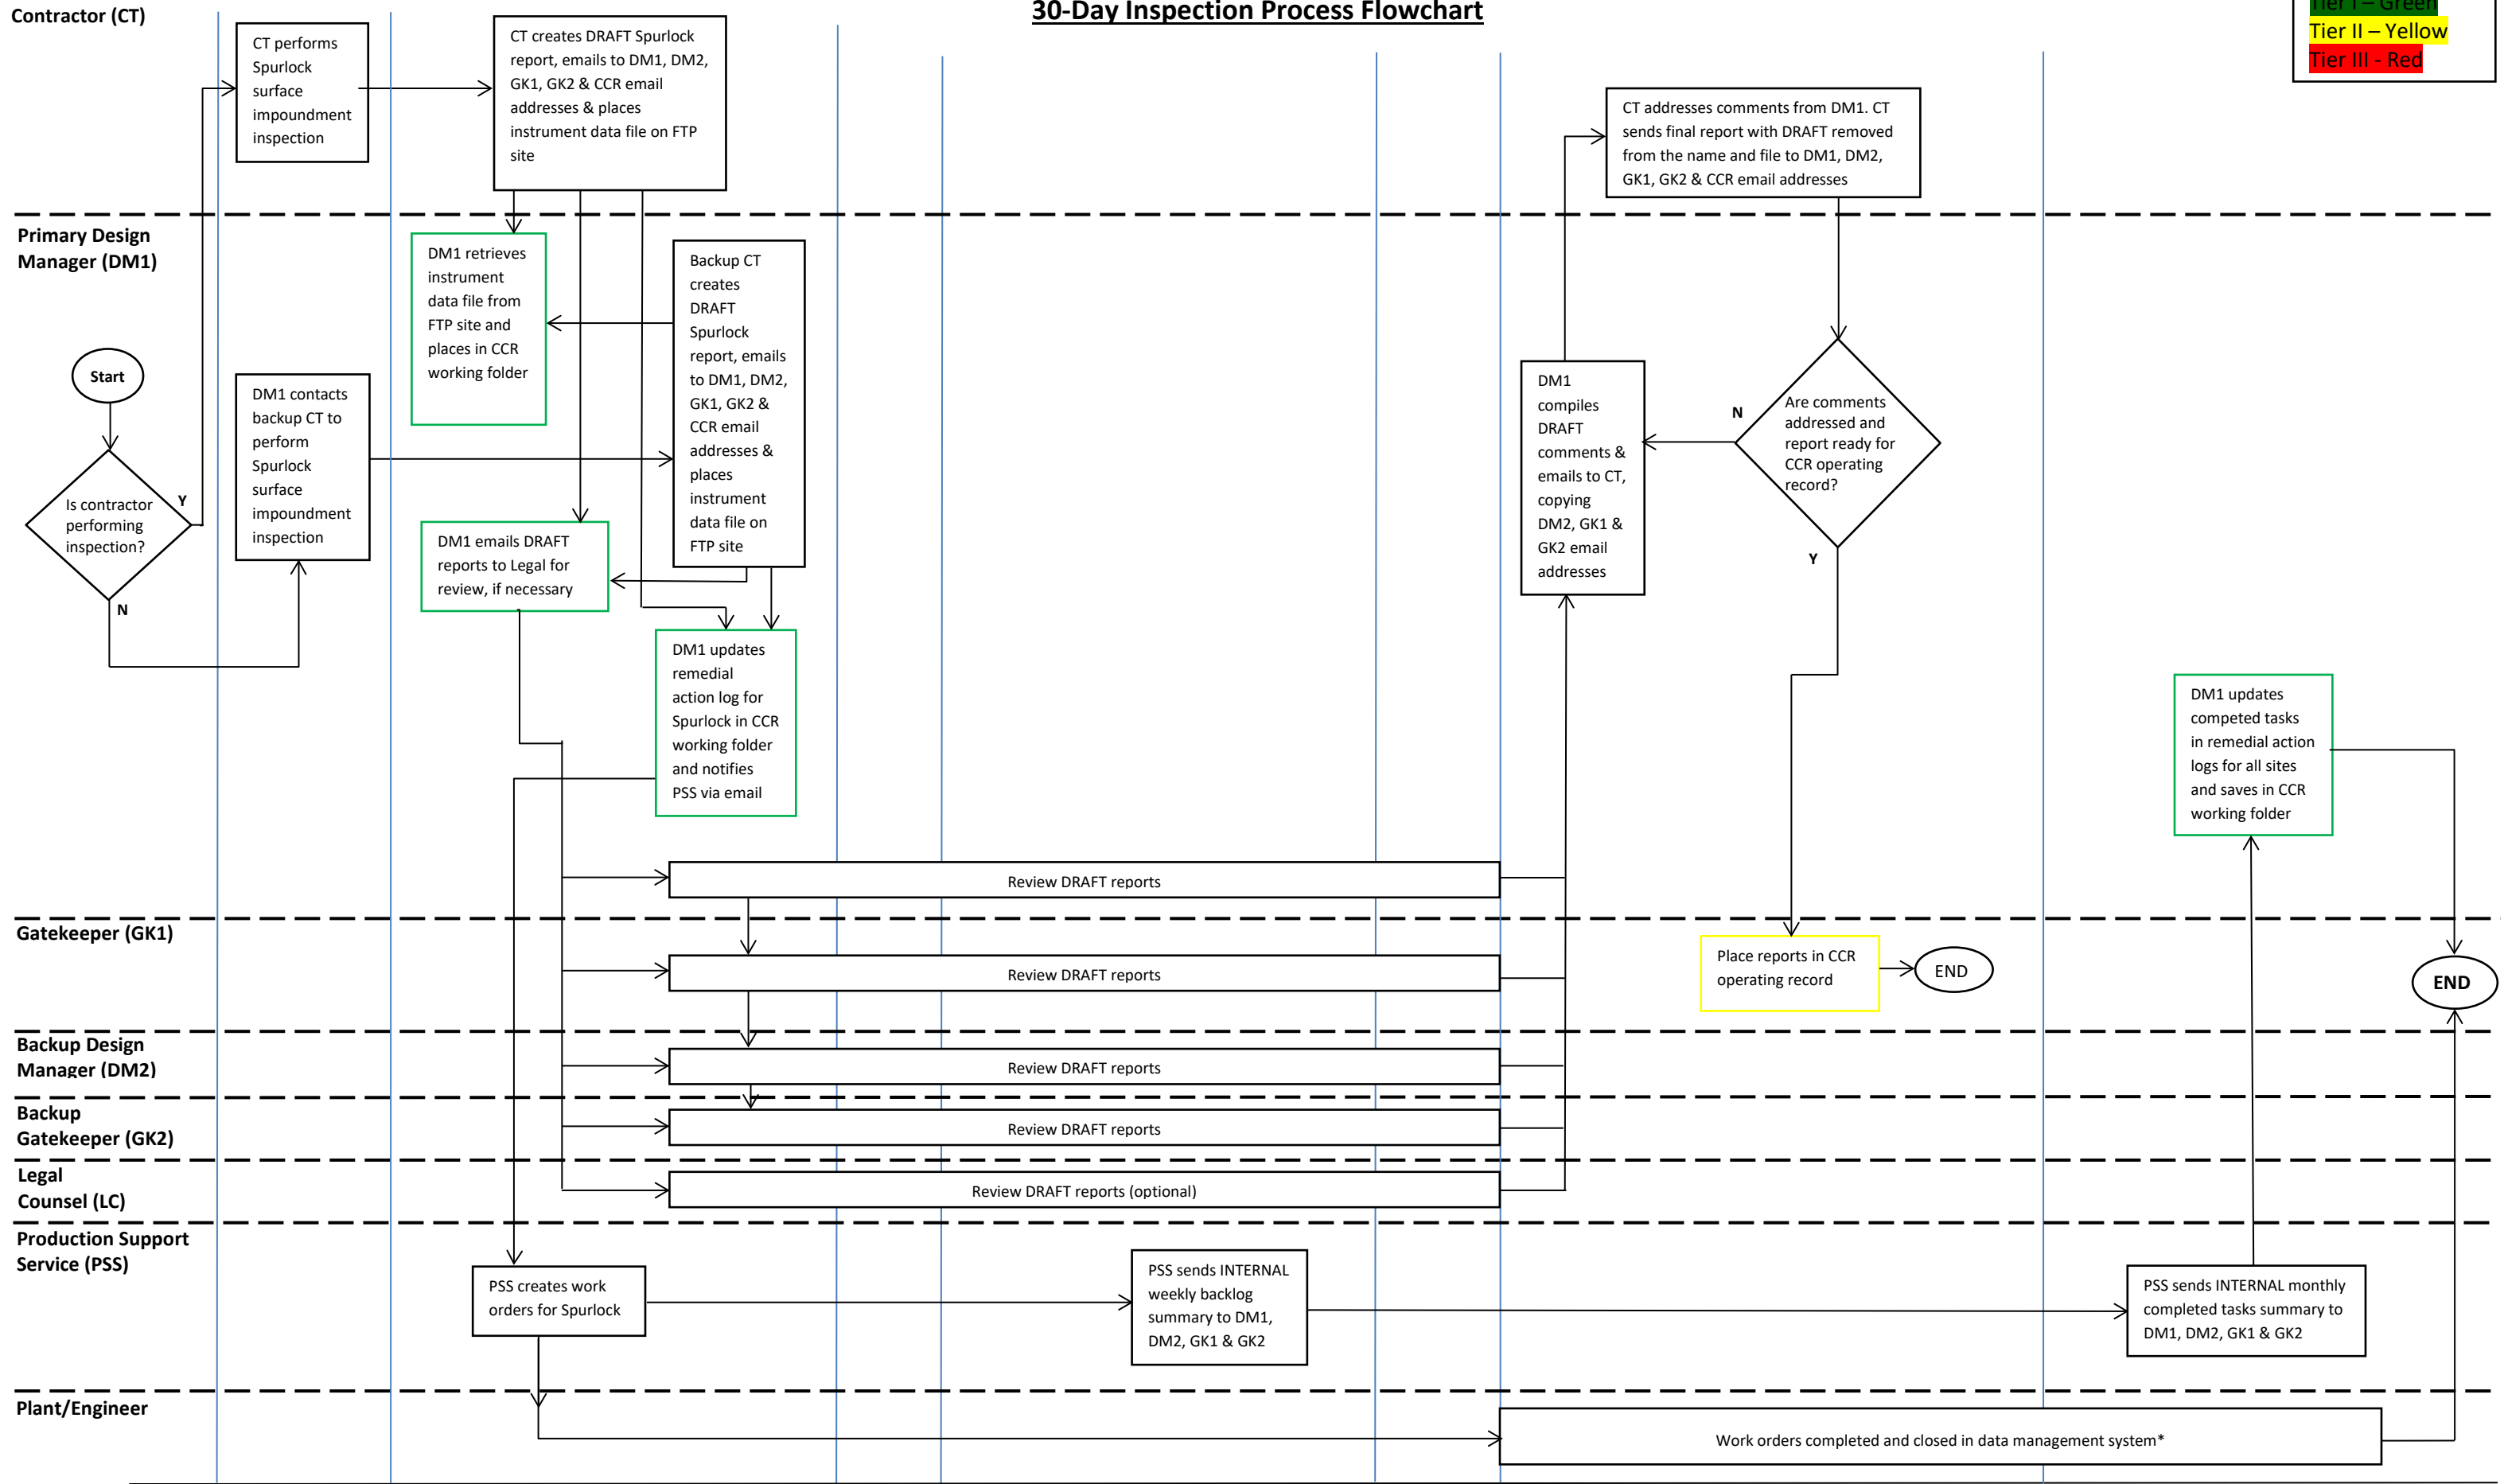 30-Day Inspection Process Flowchart
Tier I – Green
Tier II – Yellow
Tier III - Red
Contractor (CT)
CT performs
Spurlock
surface
impoundment
inspection
CT creates DRAFT Spurlock
report, emails to DM1, DM2,
GK1, GK2 & CCR email
addresses & places
instrument data file on FTP
site
CT addresses comments from DM1. CT
sends final report with DRAFT removed
from the name and file to DM1, DM2,
GK1, GK2 & CCR email addresses
Primary Design
Manager (DM1)
Start
Is contractor
performing
inspection?
Y
N
DM1 contacts
backup CT to
perform
Spurlock
surface
impoundment
inspection
DM1 retrieves
instrument
data file from
FTP site and
places in CCR
working folder
Backup CT
creates
DRAFT
Spurlock
report, emails
to DM1, DM2,
GK1, GK2 &
CCR email
addresses &
places
instrument
data file on
FTP site
DM1 emails DRAFT
reports to Legal for
review, if necessary
DM1 updates
remedial
action log for
Spurlock in CCR
working folder
and notifies
PSS via email
DM1
compiles
DRAFT
comments &
emails to CT,
copying
DM2, GK1 &
GK2 email
addresses
N
Are comments
addressed and
report ready for
CCR operating
record?
Y
DM1 updates
competed tasks
in remedial action
logs for all sites
and saves in CCR
working folder
Review DRAFT reports
Gatekeeper (GK1)
Review DRAFT reports
Place reports in CCR
operating record
END
END
Backup Design
Manager (DM2)
Review DRAFT reports
Backup
Gatekeeper (GK2)
Review DRAFT reports
Legal
Counsel (LC)
Review DRAFT reports (optional)
Production Support
Service (PSS)
PSS creates work
orders for Spurlock
PSS sends INTERNAL
weekly backlog
summary to DM1,
DM2, GK1 & GK2
PSS sends INTERNAL monthly
completed tasks summary to
DM1, DM2, GK1 & GK2
Plant/Engineer
Work orders completed and closed in data management system*